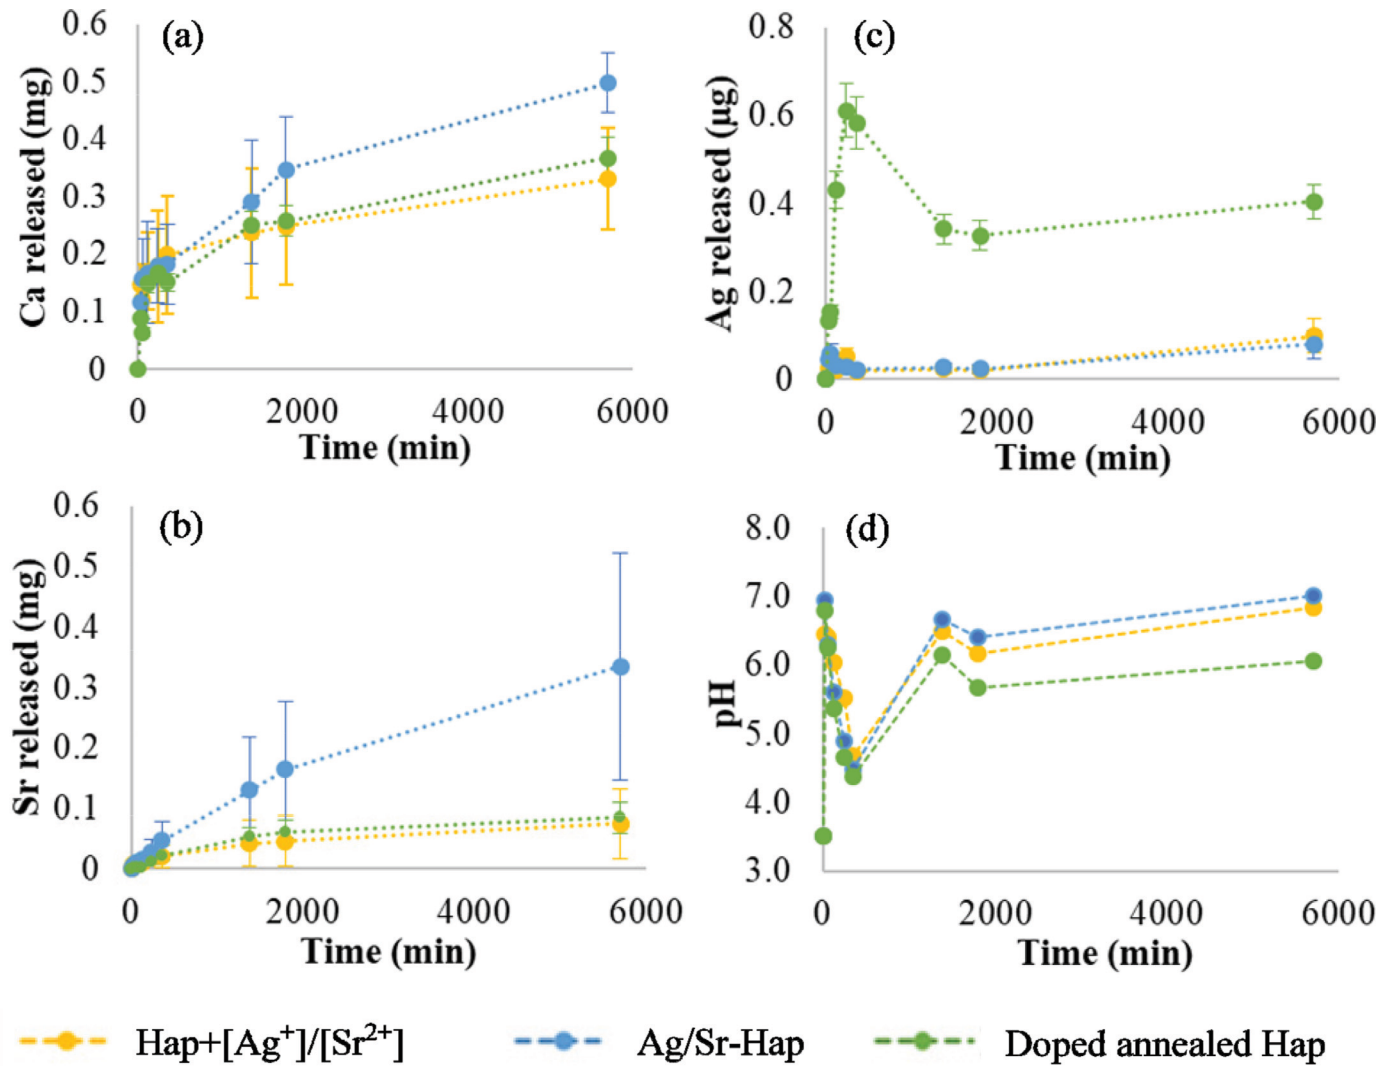 (a)
Ca released (mg)
0.6
0.5
0.4
0.3
0.2
0.1
0
0 2000 4000 6000
Time (min)
(c)
Ag released (µg)
0.8
0.6
0.4
0.2
0
0 2000 4000 6000
Time (min)
(b)
Sr released (mg)
0.6
0.5
0.4
0.3
0.2
0.1
0
0 2000 4000 6000
Time (min)
(d)
pH
8.0
7.0
6.0
5.0
4.0
3.0
0 2000 4000 6000
Time (min)
Hap+[Ag⁺]/[Sr²⁺] Ag/Sr-Hap Doped annealed Hap